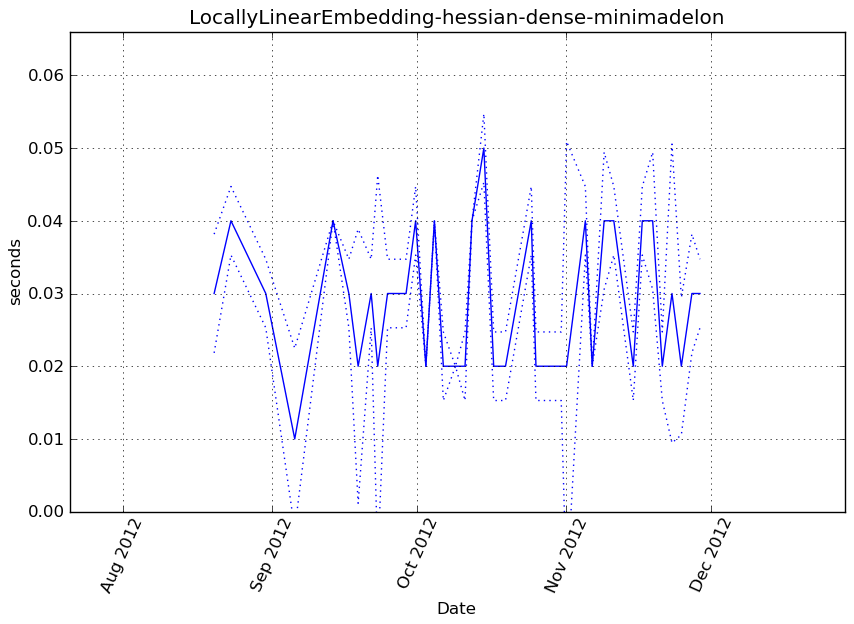 LocallyLinearEmbedding-hessian-dense-minimadelon
0.06
0.05
0.04
0.03
0.02
0.01
0.00
seconds
Aug 2012
Sep 2012
Oct 2012
Nov 2012
Dec 2012
Date